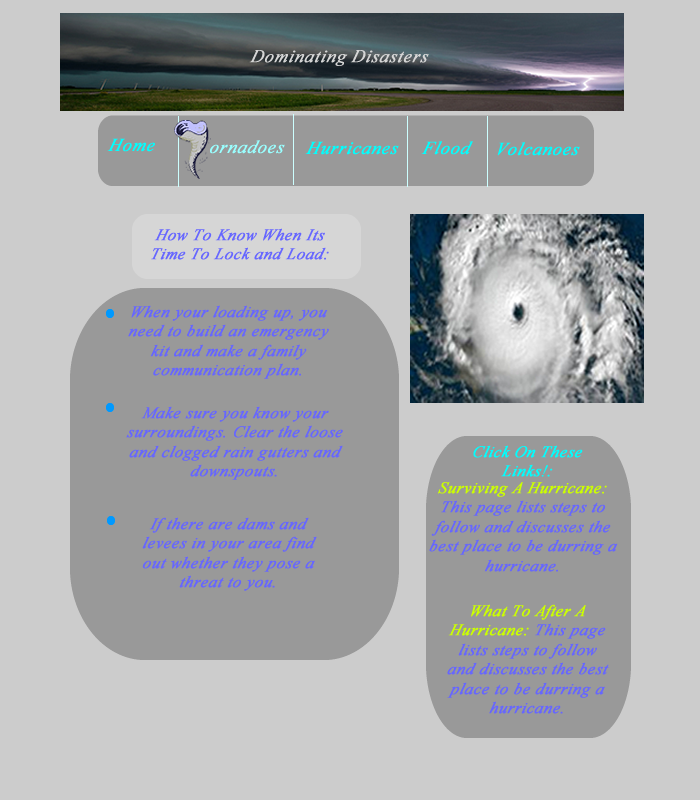 Dominating Disasters
Home ornadoes Hurricanes Flood Volcanoes
How To Know When Its
Time To Lock and Load:
When your loading up, you
need to build an emergency
kit and make a family
communication plan.
Make sure you know your
surroundings. Clear the loose
and clogged rain gutters and
downspouts.
If there are dams and
levees in your area find
out whether they pose a
threat to you.
Click On These
Links!:
Surviving A Hurricane:
This page lists steps to
follow and discusses the
best place to be durring a
hurricane.
What To After A
Hurricane: This page
lists steps to follow
and discusses the best
place to be durring a
hurricane.